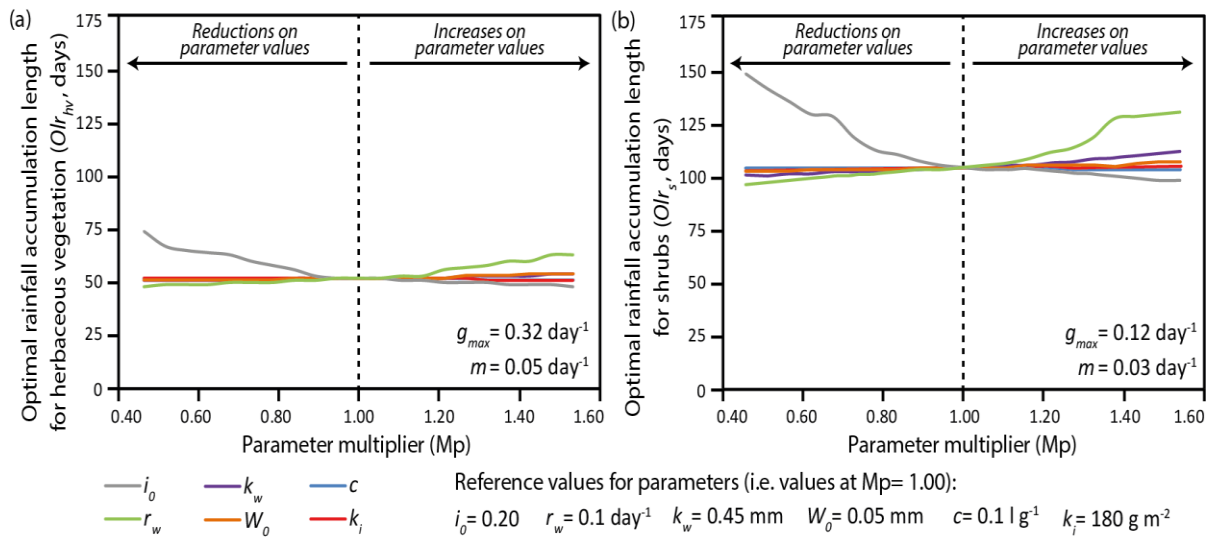 (a)
Optimal rainfall accumulation length
for herbaceous vegetation (Olr_hv, days)
175
150
125
100
75
50
25
0
Reductions on
parameter values
Increases on
parameter values
g_max = 0.32 day⁻¹
m = 0.05 day⁻¹
0.40 0.60 0.80 1.00 1.20 1.40 1.60
Parameter multiplier (Mp)
(b)
Optimal rainfall accumulation length
for shrubs (Olr_s, days)
175
150
125
100
75
50
25
0
Reductions on
parameter values
Increases on
parameter values
g_max = 0.12 day⁻¹
m = 0.03 day⁻¹
0.40 0.60 0.80 1.00 1.20 1.40 1.60
Parameter multiplier (Mp)
i₀ k_w c
r_w W₀ k_i
Reference values for parameters (i.e. values at Mp= 1.00):
i₀ = 0.20 r_w = 0.1 day⁻¹ k_w = 0.45 mm W₀ = 0.05 mm c = 0.1 l g⁻¹ k_i = 180 g m⁻²